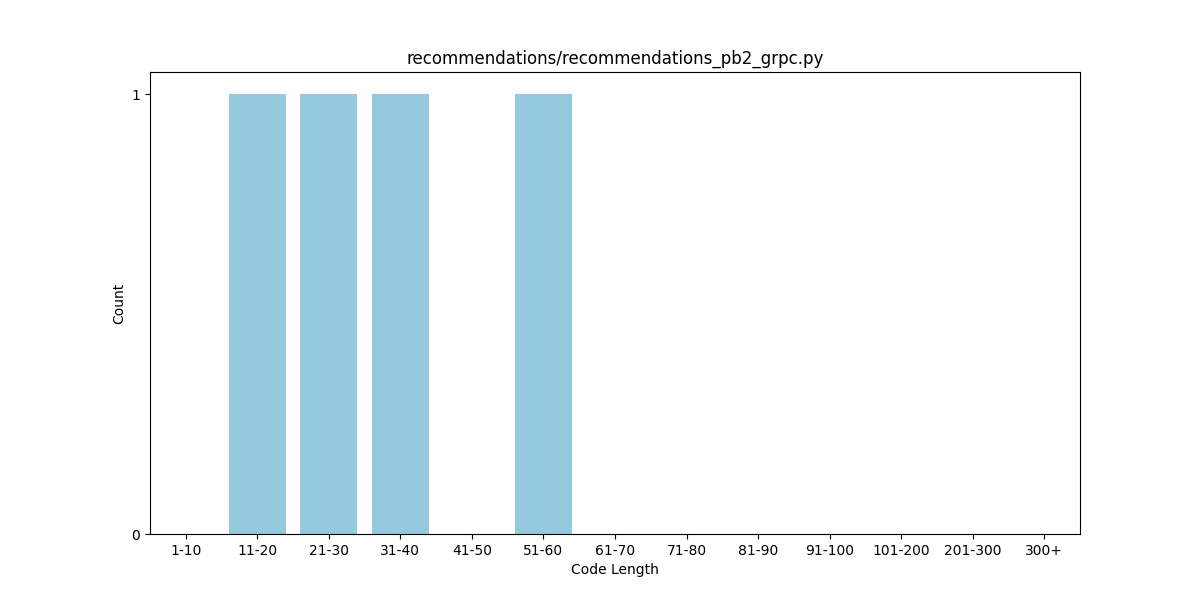 recommendations/recommendations_pb2_grpc.py
1
Count
0
1-10 11-20 21-30 31-40 41-50 51-60 61-70 71-80 81-90 91-100 101-200 201-300 300+
Code Length